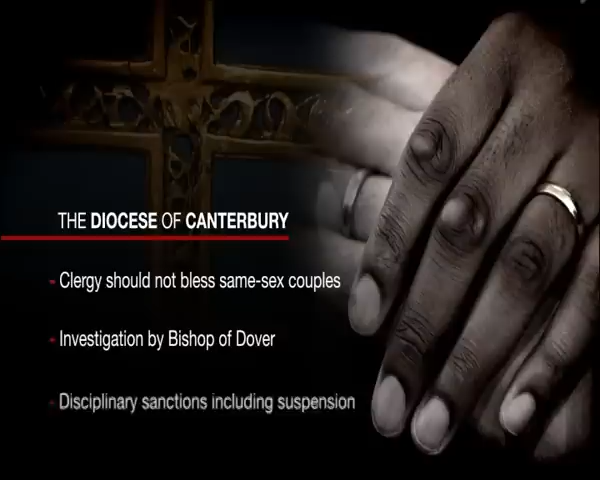 THE DIOCESE OF CANTERBURY
- Clergy should not bless same-sex couples
- Investigation by Bishop of Dover
- Disciplinary sanctions including suspension